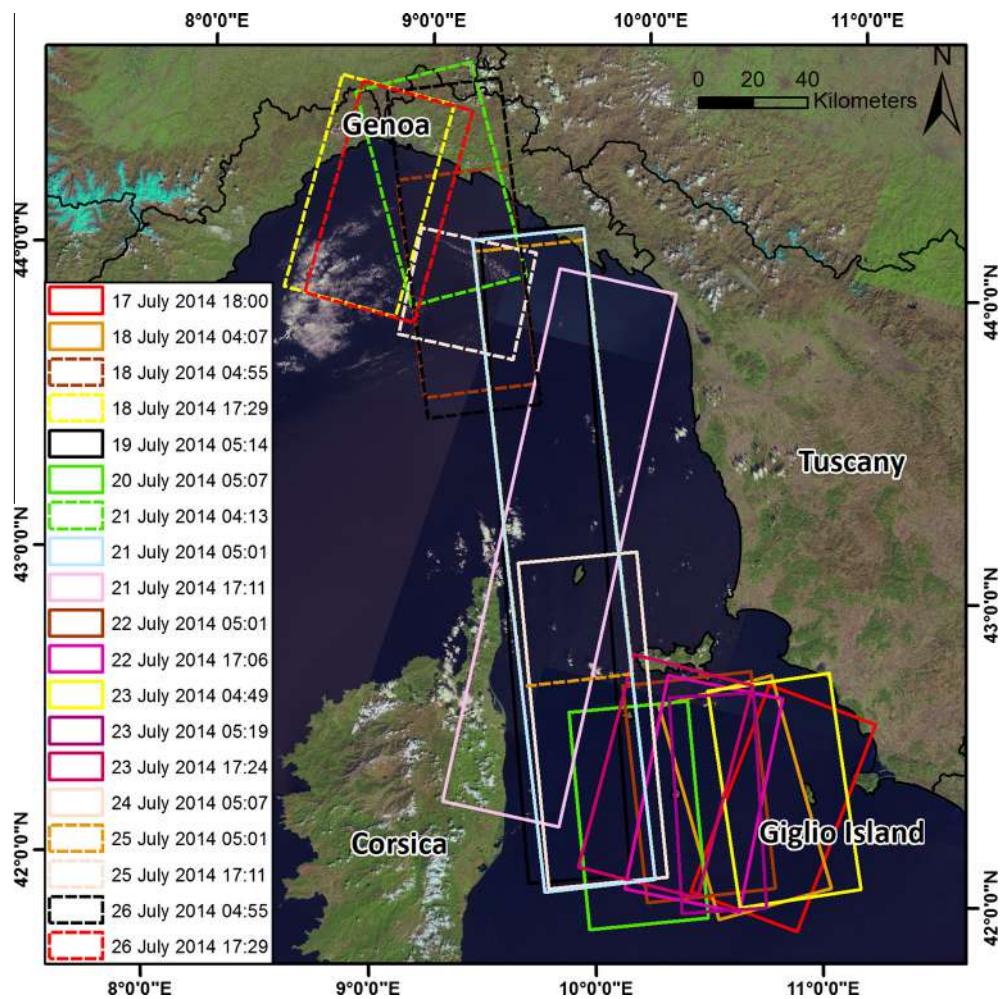 8°0'0"E 9°0'0"E 10°0'0"E 11°0'0"E
N
0 20 40
Kilometers
Genoa
44°0'0"N
44°0'0"N
17 July 2014 18:00
18 July 2014 04:07
18 July 2014 04:55
18 July 2014 17:29
19 July 2014 05:14
20 July 2014 05:07
21 July 2014 04:13
21 July 2014 05:01
21 July 2014 17:11
22 July 2014 05:01
22 July 2014 17:06
23 July 2014 04:49
23 July 2014 05:19
23 July 2014 17:24
24 July 2014 05:07
25 July 2014 05:01
25 July 2014 17:11
26 July 2014 04:55
26 July 2014 17:29
Tuscany
43°0'0"N
43°0'0"N
Corsica
Giglio Island
42°0'0"N
42°0'0"N
8°0'0"E 9°0'0"E 10°0'0"E 11°0'0"E